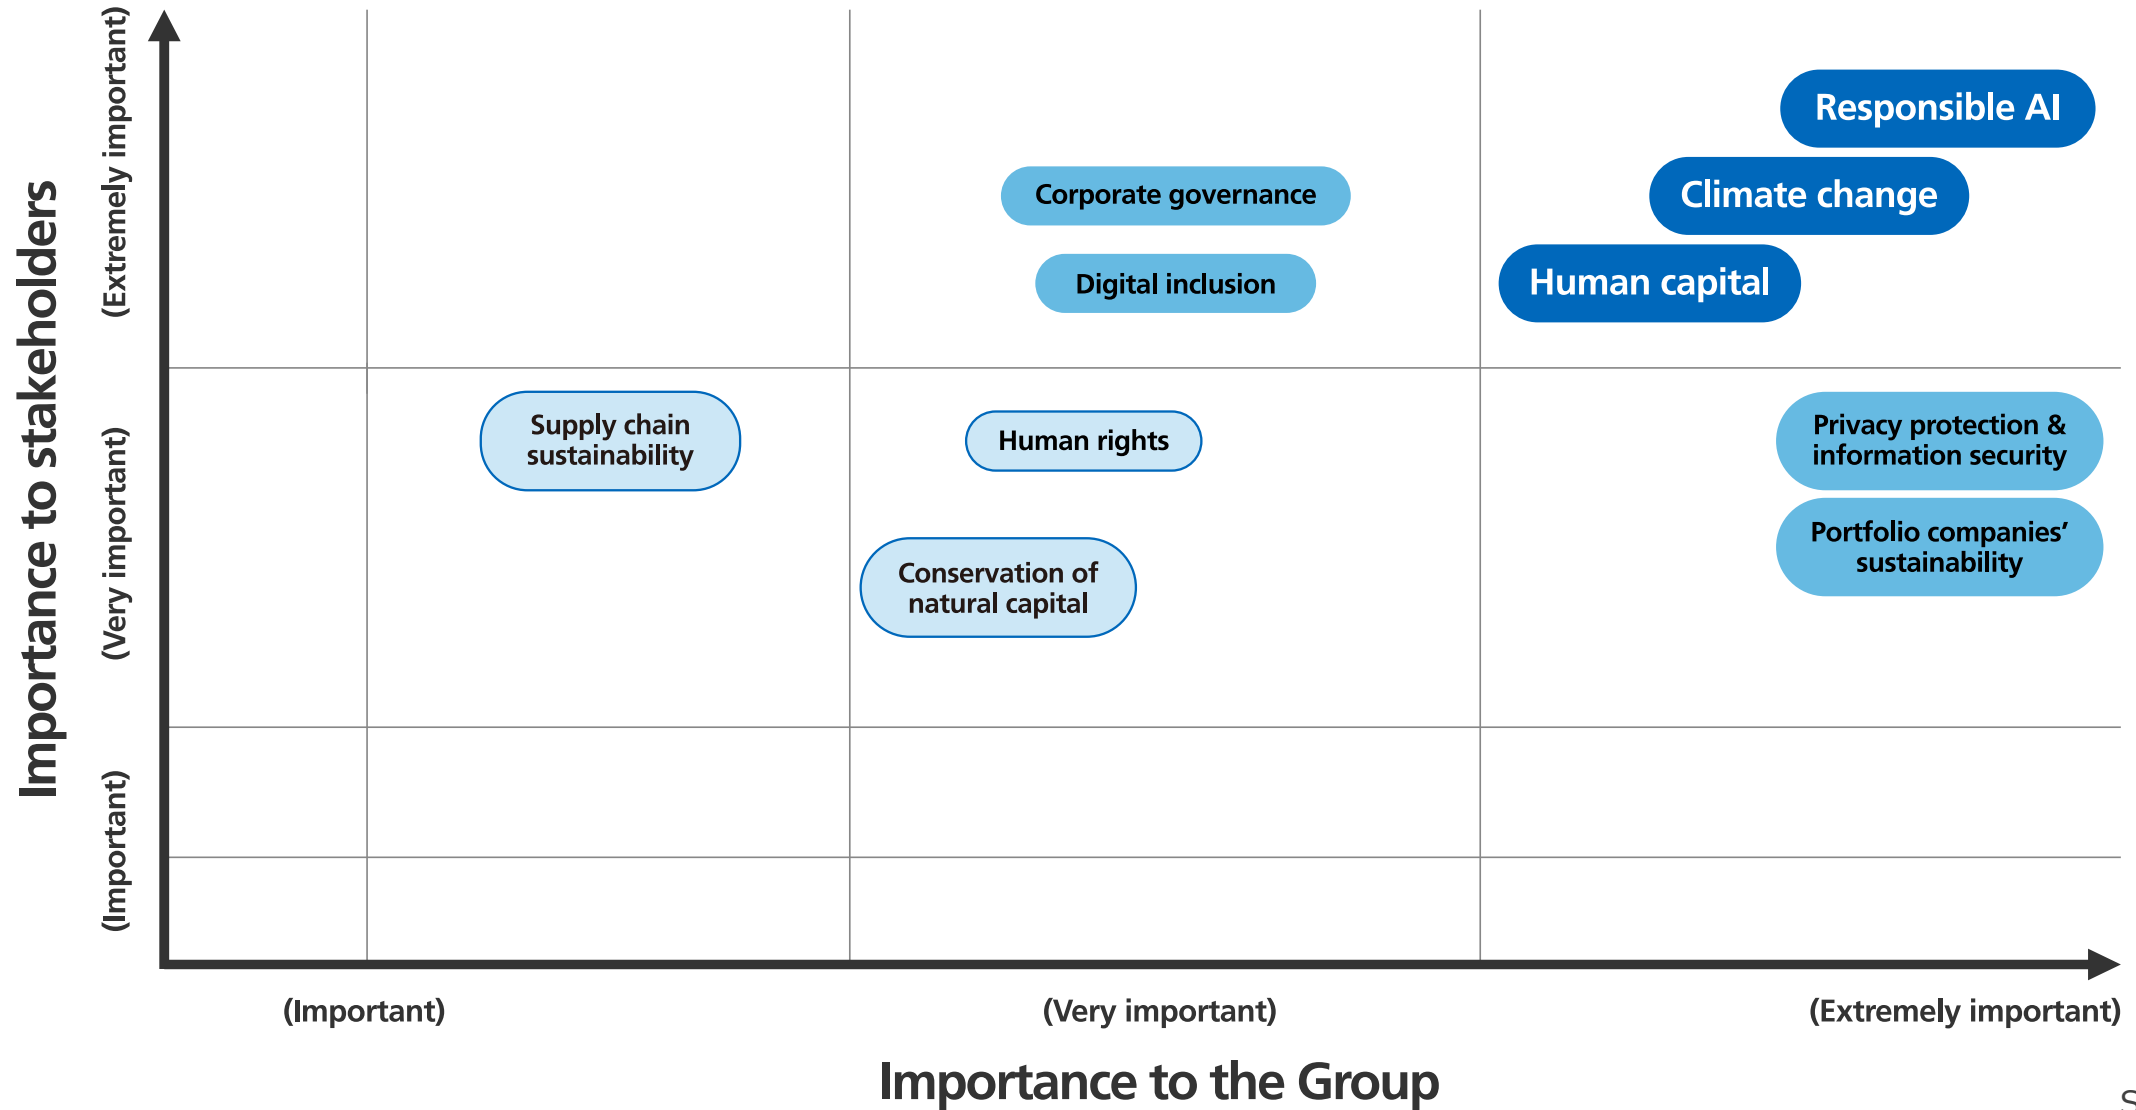 Importance to stakeholders
(Extremely important)
(Very important)
(Important)
Responsible AI
Climate change
Human capital
Corporate governance
Digital inclusion
Supply chain
sustainability
Human rights
Conservation of
natural capital
Privacy protection &
information security
Portfolio companies’
sustainability
(Important)
(Very important)
(Extremely important)
Importance to the Group